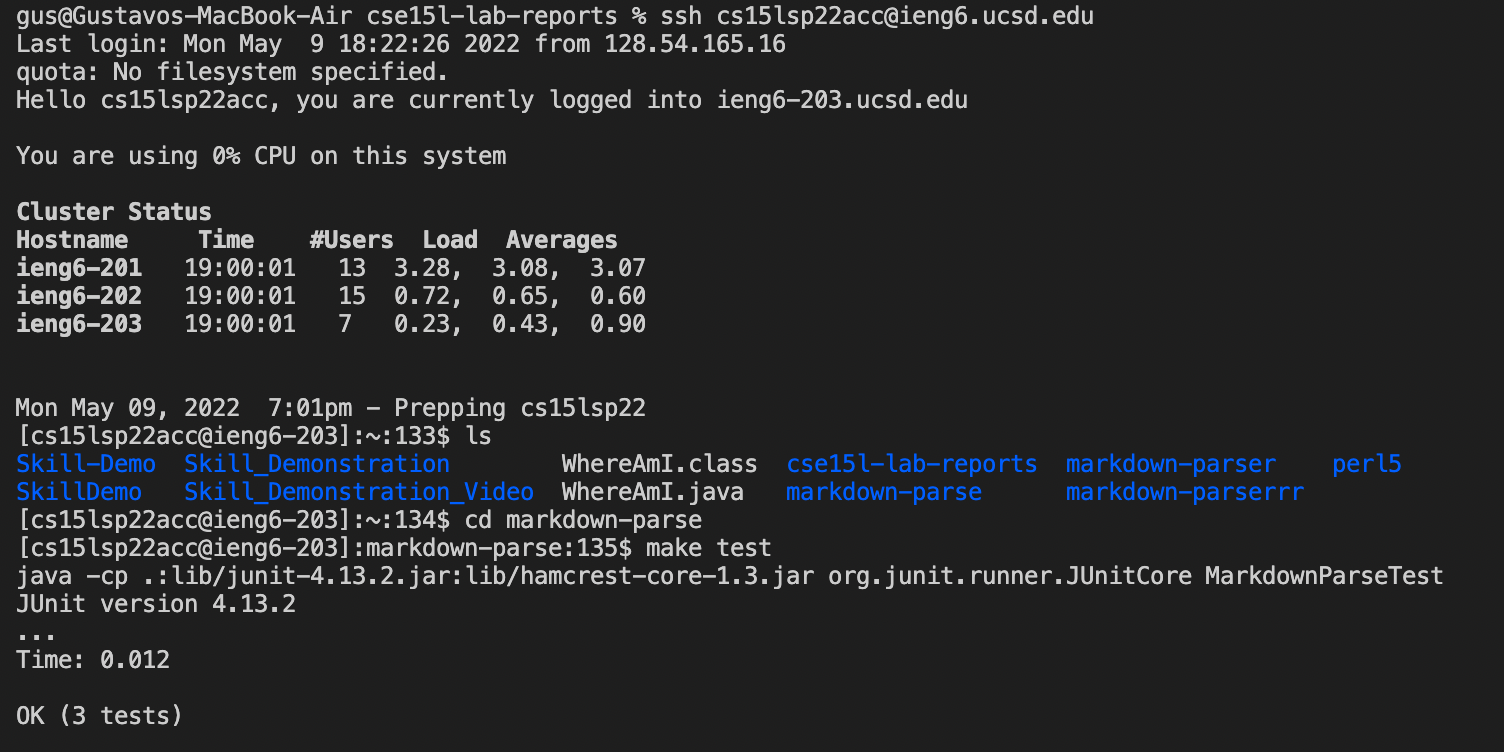 gus@Gustavos-MacBook-Air cse15l-lab-reports % ssh cs15lsp22acc@ieng6.ucsd.edu
Last login: Mon May  9 18:22:26 2022 from 128.54.165.16
quota: No filesystem specified.
Hello cs15lsp22acc, you are currently logged into ieng6-203.ucsd.edu
You are using 0% CPU on this system
Cluster Status
Hostname     Time    #Users  Load  Averages
ieng6-201   19:00:01   13  3.28,  3.08,  3.07
ieng6-202   19:00:01   15  0.72,  0.65,  0.60
ieng6-203   19:00:01   7   0.23,  0.43,  0.90
Mon May 09, 2022  7:01pm - Prepping cs15lsp22
[cs15lsp22acc@ieng6-203]:~:133$ ls
Skill-Demo  Skill_Demonstration        WhereAmI.class  cse15l-lab-reports  markdown-parser    perl5
SkillDemo   Skill_Demonstration_Video  WhereAmI.java   markdown-parse      markdown-parserrr
[cs15lsp22acc@ieng6-203]:~:134$ cd markdown-parse
[cs15lsp22acc@ieng6-203]:markdown-parse:135$ make test
java -cp .:lib/junit-4.13.2.jar:lib/hamcrest-core-1.3.jar org.junit.runner.JUnitCore MarkdownParseTest
JUnit version 4.13.2
...
Time: 0.012
OK (3 tests)